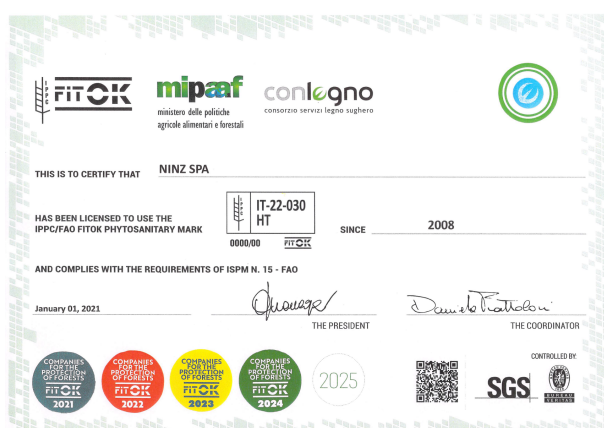 IPPC
FITOK
mipaaf
ministero delle politiche
agricole alimentari e forestali
conlegno
consorzio servizi legno sughero
THIS IS TO CERTIFY THAT NINZ SPA
HAS BEEN LICENSED TO USE THE
IPPC/FAO FITOK PHYTOSANITARY MARK
IPPC
IT-22-030
HT
0000/00 FITOK
SINCE 2008
AND COMPLIES WITH THE REQUIREMENTS OF ISPM N. 15 - FAO
January 01, 2021
THE PRESIDENT
THE COORDINATOR
COMPANIES
FOR THE
PROTECTION
OF FORESTS
FITOK
2021
COMPANIES
FOR THE
PROTECTION
OF FORESTS
FITOK
2022
COMPANIES
FOR THE
PROTECTION
OF FORESTS
FITOK
2023
COMPANIES
FOR THE
PROTECTION
OF FORESTS
FITOK
2024
2025
CONTROLLED BY:
SGS
BUREAU
VERITAS